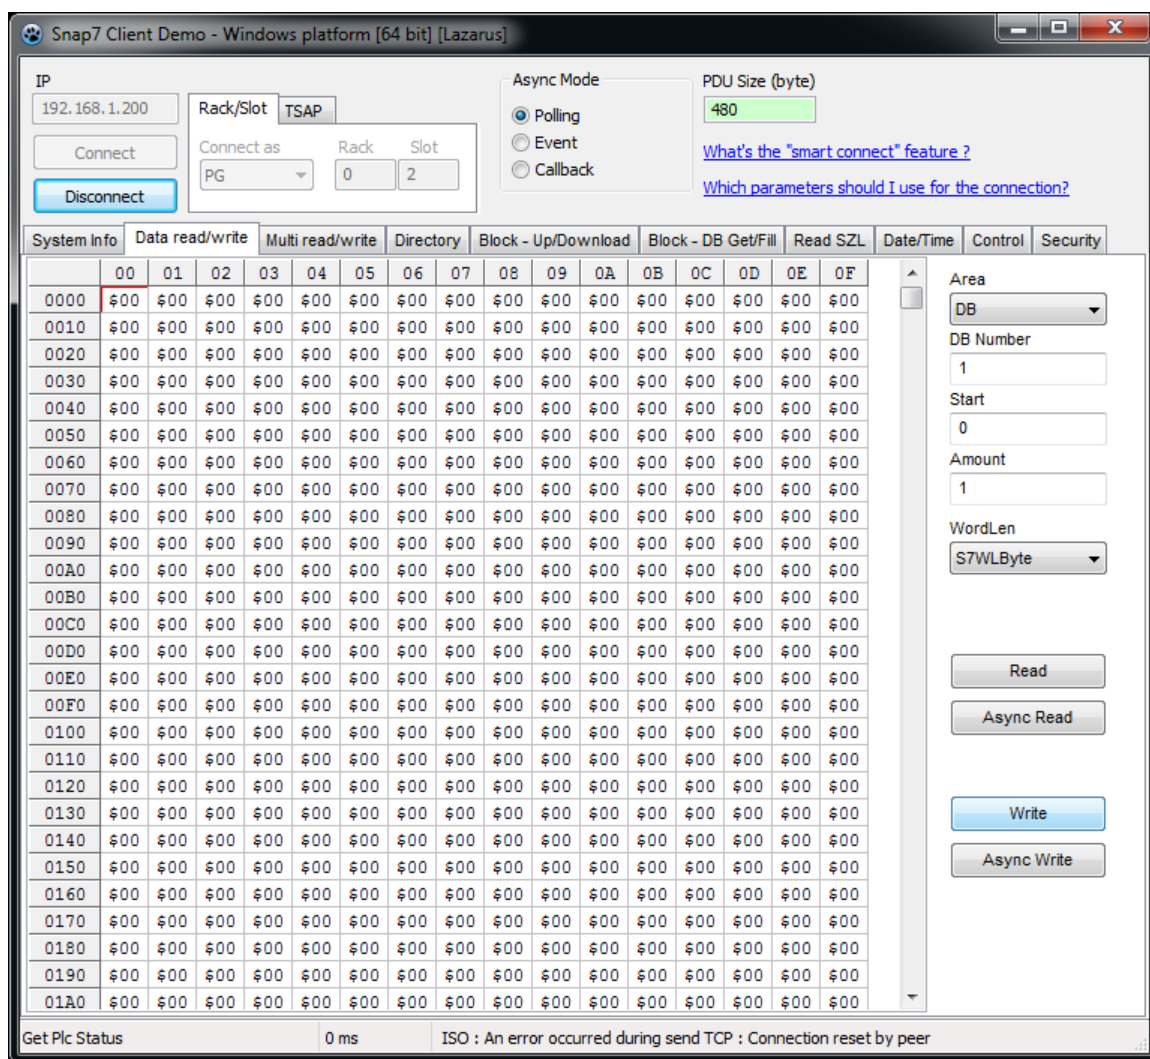 Snap7 Client Demo - Windows platform [64 bit] [Lazarus]
IP
192.168.1.200
Connect
Disconnect
Rack/Slot TSAP
Connect as Rack Slot
PG 0 2
Async Mode
Polling
Event
Callback
PDU Size (byte)
480
What's the "smart connect" feature ?
Which parameters should I use for the connection?
System Info Data read/write Multi read/write Directory Block - Up/Download Block - DB Get/Fill Read SZL Date/Time Control Security
00 01 02 03 04 05 06 07 08 09 0A 0B 0C 0D 0E 0F
0000 $00 $00 $00 $00 $00 $00 $00 $00 $00 $00 $00 $00 $00 $00 $00 $00
0010 $00 $00 $00 $00 $00 $00 $00 $00 $00 $00 $00 $00 $00 $00 $00 $00
0020 $00 $00 $00 $00 $00 $00 $00 $00 $00 $00 $00 $00 $00 $00 $00 $00
0030 $00 $00 $00 $00 $00 $00 $00 $00 $00 $00 $00 $00 $00 $00 $00 $00
0040 $00 $00 $00 $00 $00 $00 $00 $00 $00 $00 $00 $00 $00 $00 $00 $00
0050 $00 $00 $00 $00 $00 $00 $00 $00 $00 $00 $00 $00 $00 $00 $00 $00
0060 $00 $00 $00 $00 $00 $00 $00 $00 $00 $00 $00 $00 $00 $00 $00 $00
0070 $00 $00 $00 $00 $00 $00 $00 $00 $00 $00 $00 $00 $00 $00 $00 $00
0080 $00 $00 $00 $00 $00 $00 $00 $00 $00 $00 $00 $00 $00 $00 $00 $00
0090 $00 $00 $00 $00 $00 $00 $00 $00 $00 $00 $00 $00 $00 $00 $00 $00
00A0 $00 $00 $00 $00 $00 $00 $00 $00 $00 $00 $00 $00 $00 $00 $00 $00
00B0 $00 $00 $00 $00 $00 $00 $00 $00 $00 $00 $00 $00 $00 $00 $00 $00
00C0 $00 $00 $00 $00 $00 $00 $00 $00 $00 $00 $00 $00 $00 $00 $00 $00
00D0 $00 $00 $00 $00 $00 $00 $00 $00 $00 $00 $00 $00 $00 $00 $00 $00
00E0 $00 $00 $00 $00 $00 $00 $00 $00 $00 $00 $00 $00 $00 $00 $00 $00
00F0 $00 $00 $00 $00 $00 $00 $00 $00 $00 $00 $00 $00 $00 $00 $00 $00
0100 $00 $00 $00 $00 $00 $00 $00 $00 $00 $00 $00 $00 $00 $00 $00 $00
0110 $00 $00 $00 $00 $00 $00 $00 $00 $00 $00 $00 $00 $00 $00 $00 $00
0120 $00 $00 $00 $00 $00 $00 $00 $00 $00 $00 $00 $00 $00 $00 $00 $00
0130 $00 $00 $00 $00 $00 $00 $00 $00 $00 $00 $00 $00 $00 $00 $00 $00
0140 $00 $00 $00 $00 $00 $00 $00 $00 $00 $00 $00 $00 $00 $00 $00 $00
0150 $00 $00 $00 $00 $00 $00 $00 $00 $00 $00 $00 $00 $00 $00 $00 $00
0160 $00 $00 $00 $00 $00 $00 $00 $00 $00 $00 $00 $00 $00 $00 $00 $00
0170 $00 $00 $00 $00 $00 $00 $00 $00 $00 $00 $00 $00 $00 $00 $00 $00
0180 $00 $00 $00 $00 $00 $00 $00 $00 $00 $00 $00 $00 $00 $00 $00 $00
0190 $00 $00 $00 $00 $00 $00 $00 $00 $00 $00 $00 $00 $00 $00 $00 $00
01A0 $00 $00 $00 $00 $00 $00 $00 $00 $00 $00 $00 $00 $00 $00 $00 $00
Area
DB
DB Number
1
Start
0
Amount
1
WordLen
S7WLByte
Read
Async Read
Write
Async Write
Get Plc Status 0 ms ISO : An error occurred during send TCP : Connection reset by peer